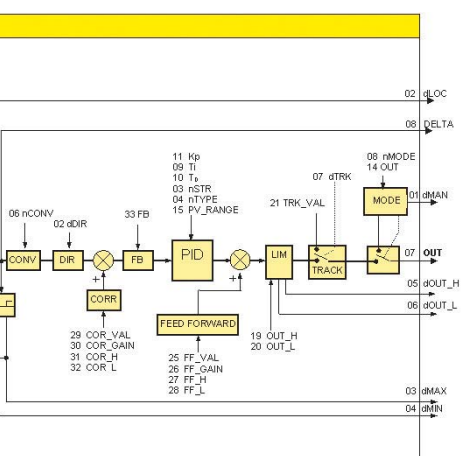 02 dLOC
08 DELTA
11 Kp
09 Ti
10 TD
03 nSTR
04 nTYPE
15 PV_RANGE
08 nMODE
14 OUT
07 dTRK
21 TRK_VAL
MODE
01 dMAN
06 nCONV
02 dDIR
33 FB
CONV
DIR
FB
PID
LIM
TRACK
07 OUT
+
+
CORR
FEED FORWARD
05 dOUT_H
06 dOUT_L
29 COR_VAL
30 COR_GAIN
31 COR_H
32 COR L
19 OUT_H
20 OUT_L
25 FF_VAL
26 FF_GAIN
27 FF_H
28 FF_L
03 dMAX
04 dMIN